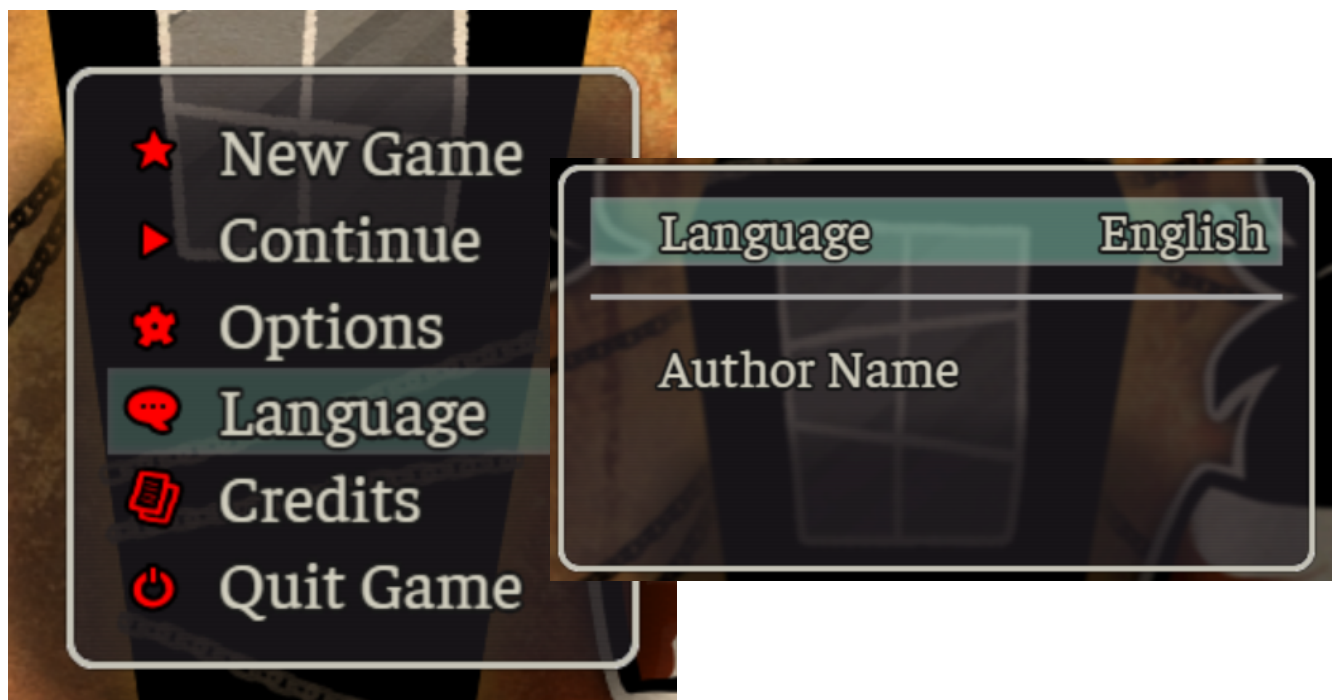 New Game
Continue
Options
Language
Credits
Quit Game
Language English
Author Name